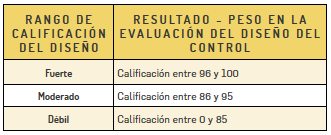 RANGO DE
CALIFICACIÓN
DEL DISEÑO
RESULTADO - PESO EN LA
EVALUACIÓN DEL DISEÑO DEL
CONTROL
Fuerte
Calificación entre 96 y 100
Moderado
Calificación entre 86 y 95
Débil
Calificación entre 0 y 85